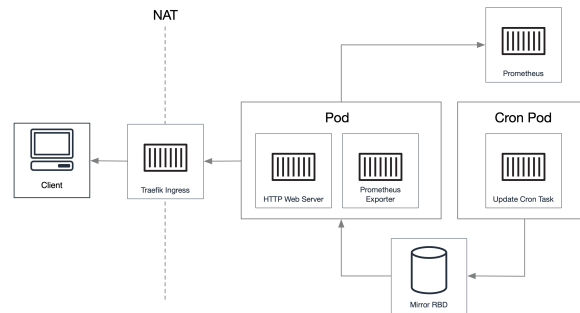 NAT
Prometheus
Pod
Cron Pod
Client
Traefik Ingress
HTTP Web Server
Prometheus
Exporter
Update Cron Task
Mirror RBD